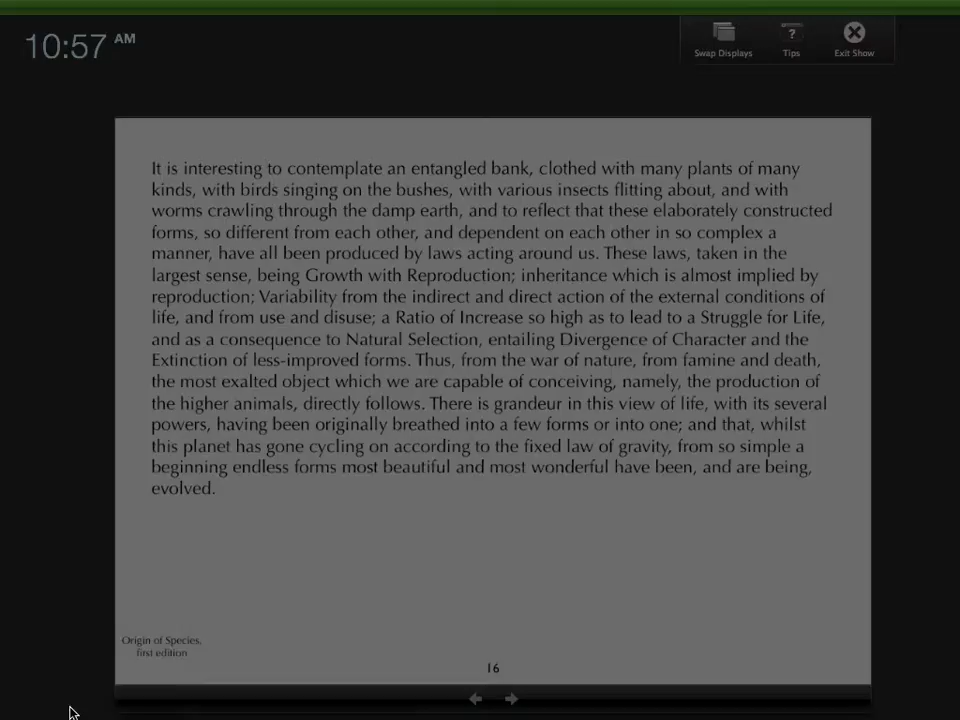 10:57 AM
Swap Displays
Tips
Exit Show
It is interesting to contemplate an entangled bank, clothed with many plants of many
kinds, with birds singing on the bushes, with various insects flitting about, and with
worms crawling through the damp earth, and to reflect that these elaborately constructed
forms, so different from each other, and dependent on each other in so complex a
manner, have all been produced by laws acting around us. These laws, taken in the
largest sense, being Growth with Reproduction; inheritance which is almost implied by
reproduction; Variability from the indirect and direct action of the external conditions of
life, and from use and disuse; a Ratio of Increase so high as to lead to a Struggle for Life,
and as a consequence to Natural Selection, entailing Divergence of Character and the
Extinction of less-improved forms. Thus, from the war of nature, from famine and death,
the most exalted object which we are capable of conceiving, namely, the production of
the higher animals, directly follows. There is grandeur in this view of life, with its several
powers, having been originally breathed into a few forms or into one; and that, whilst
this planet has gone cycling on according to the fixed law of gravity, from so simple a
beginning endless forms most beautiful and most wonderful have been, and are being,
evolved.
Origin of Species,
first edition
16